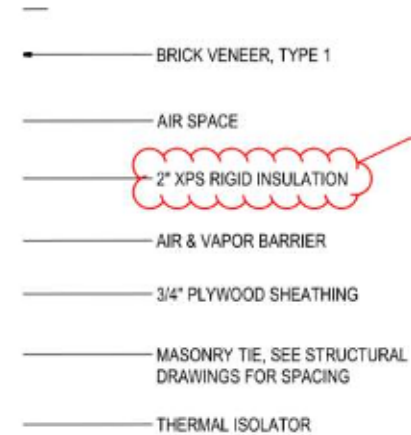 BRICK VENEER, TYPE 1
AIR SPACE
2" XPS RIGID INSULATION
AIR & VAPOR BARRIER
3/4" PLYWOOD SHEATHING
MASONRY TIE, SEE STRUCTURAL
DRAWINGS FOR SPACING
THERMAL ISOLATOR